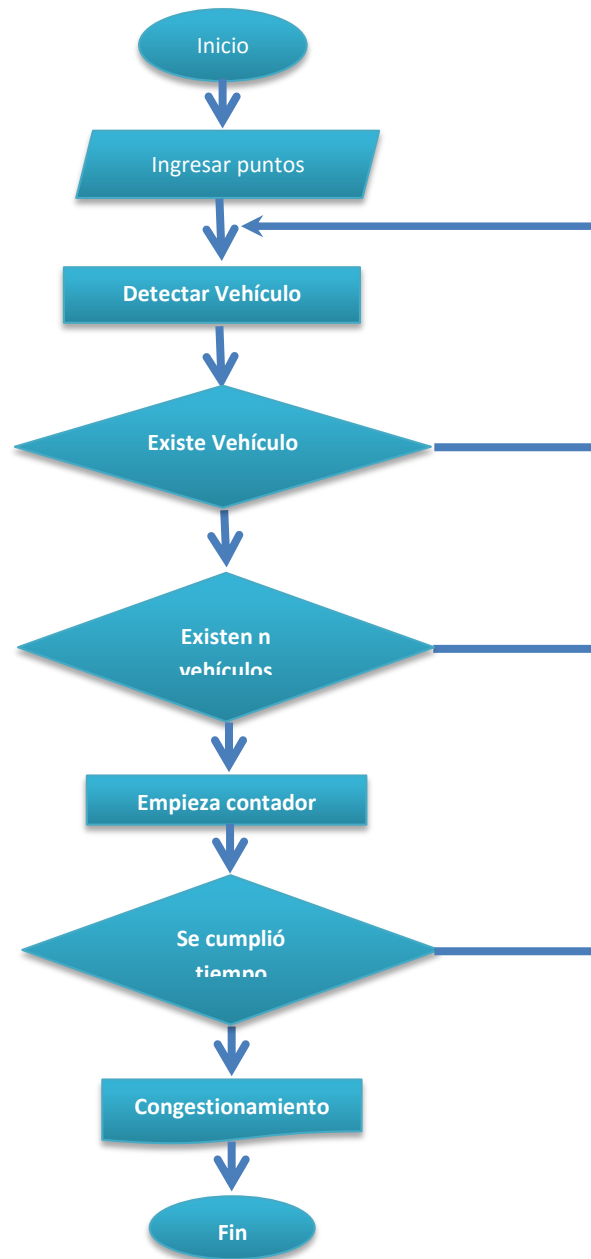 Inicio
Ingresar puntos
Detectar Vehículo
Existe Vehículo
Existen n
vehículos
Empieza contador
Se cumplió
tiempo
Congestionamiento
Fin